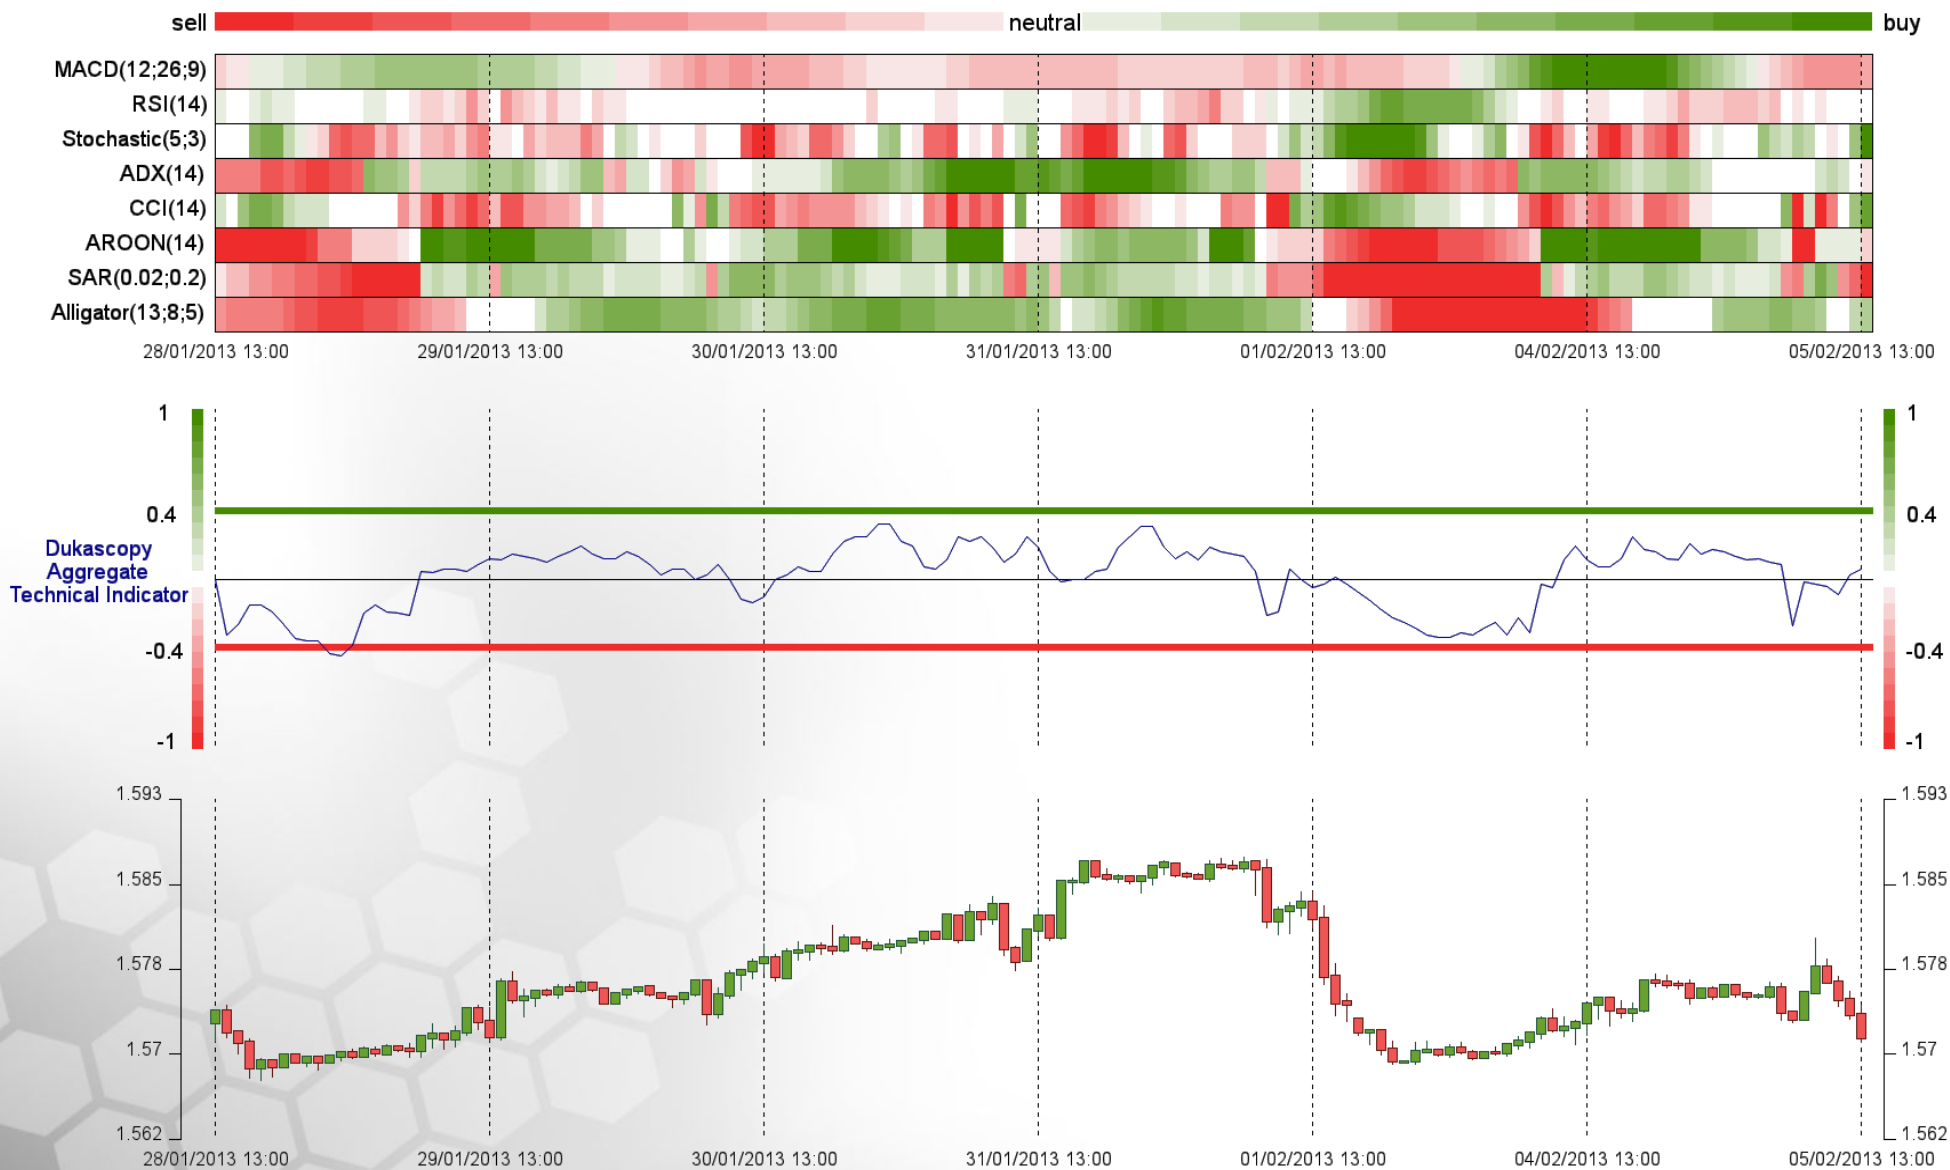 sell neutral buy
MACD(12;26;9)
RSI(14)
Stochastic(5;3)
ADX(14)
CCI(14)
AROON(14)
SAR(0.02;0.2)
Alligator(13;8;5)
28/01/2013 13:00 29/01/2013 13:00 30/01/2013 13:00 31/01/2013 13:00 01/02/2013 13:00 04/02/2013 13:00 05/02/2013 13:00
1 1
0.4 0.4
Dukascopy
Aggregate
Technical Indicator
-0.4 -0.4
-1 -1
1.593 1.593
1.585 1.585
1.578 1.578
1.57 1.57
1.562 1.562
28/01/2013 13:00 29/01/2013 13:00 30/01/2013 13:00 31/01/2013 13:00 01/02/2013 13:00 04/02/2013 13:00 05/02/2013 13:00